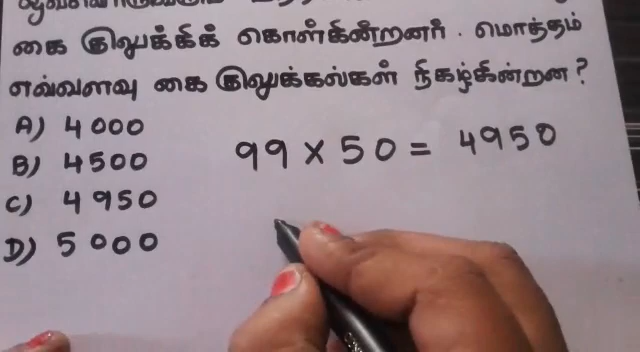 கை குலுக்கிக் கொள்கின்றனர். மொத்தம்
எவ்வளவு கை குலுக்கல்கள் நிகழ்கின்றன?
A) 4000
B) 4500
C) 4950
D) 5000
99 x 50 = 4950